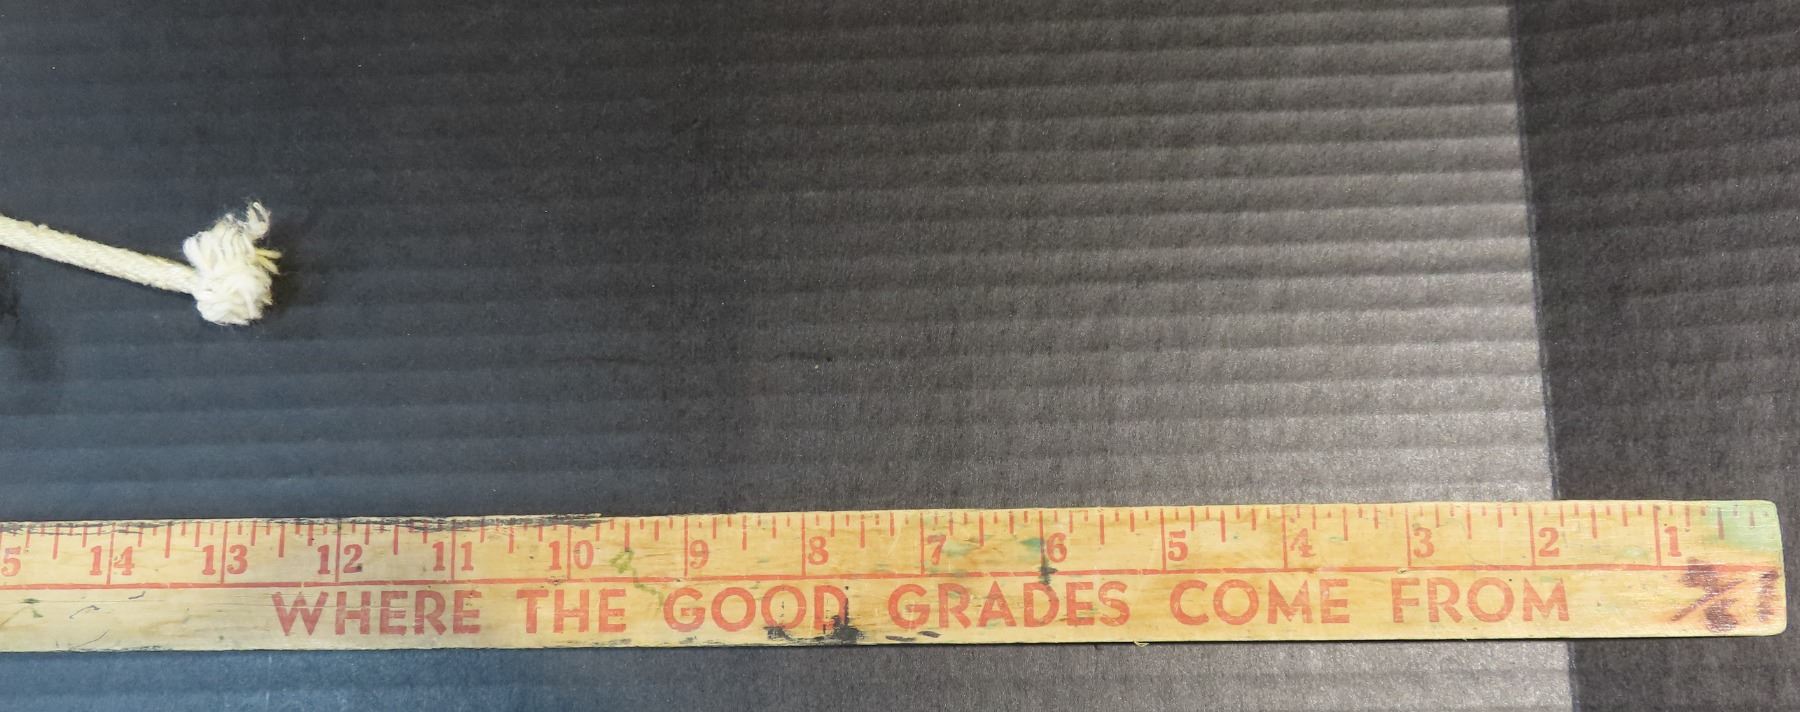 5 14 13 12 11 10 9 8 7 6 5 4 3 2 1
WHERE THE GOOD GRADES COME FROM